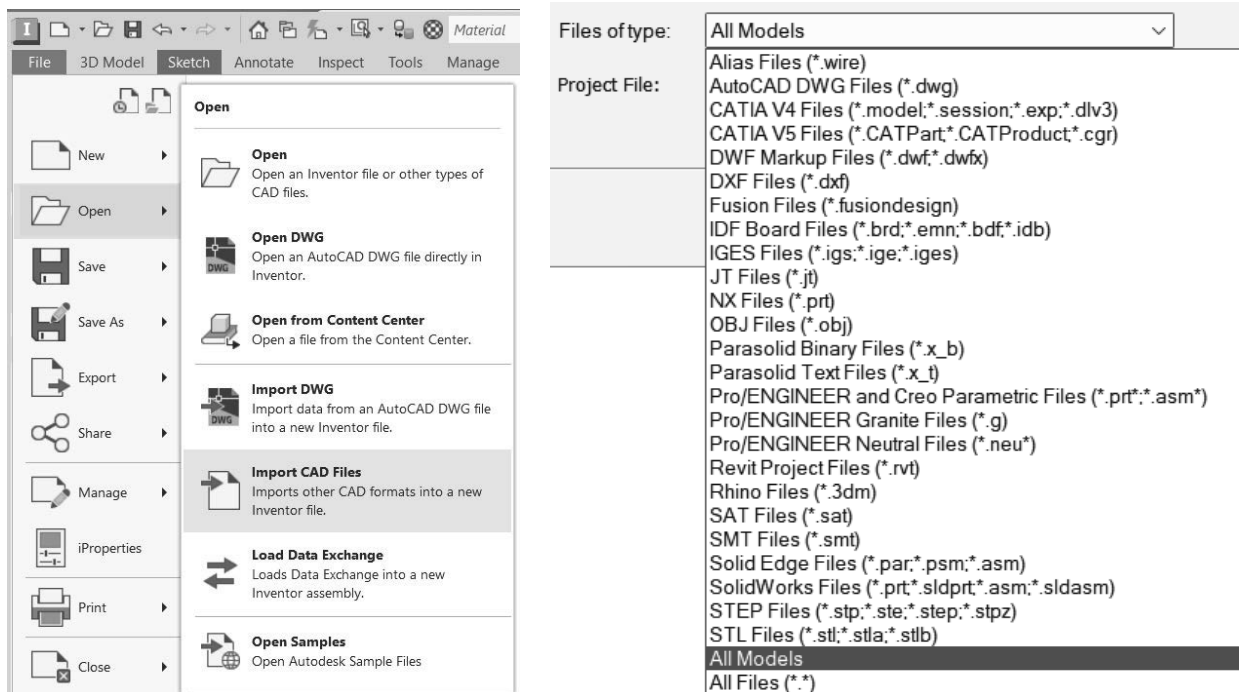 Material
File 3D Model Sketch Annotate Inspect Tools Manage
New
Open
Save
Save As
Export
Share
Manage
iProperties
Print
Close
Open
Open
Open an Inventor file or other types of
CAD files.
Open DWG
Open an AutoCAD DWG file directly in
Inventor.
DWG
Open from Content Center
Open a file from the Content Center.
Import DWG
Import data from an AutoCAD DWG file
into a new Inventor file.
DWG
Import CAD Files
Imports other CAD formats into a new
Inventor file.
Load Data Exchange
Loads Data Exchange into a new
Inventor assembly.
Open Samples
Open Autodesk Sample Files
Files of type: All Models
Project File:
Alias Files (*.wire)
AutoCAD DWG Files (*.dwg)
CATIA V4 Files (*.model;*.session;*.exp;*.dlv3)
CATIA V5 Files (*.CATPart;*.CATProduct;*.cgr)
DWF Markup Files (*.dwf;*.dwfx)
DXF Files (*.dxf)
Fusion Files (*.fusiondesign)
IDF Board Files (*.brd;*.emn;*.bdf;*.idb)
IGES Files (*.igs;*.ige;*.iges)
JT Files (*.jt)
NX Files (*.prt)
OBJ Files (*.obj)
Parasolid Binary Files (*.x_b)
Parasolid Text Files (*.x_t)
Pro/ENGINEER and Creo Parametric Files (*.prt*;*.asm*)
Pro/ENGINEER Granite Files (*.g)
Pro/ENGINEER Neutral Files (*.neu*)
Revit Project Files (*.rvt)
Rhino Files (*.3dm)
SAT Files (*.sat)
SMT Files (*.smt)
Solid Edge Files (*.par;*.psm;*.asm)
SolidWorks Files (*.prt;*.sldprt;*.asm;*.sldasm)
STEP Files (*.stp;*.ste;*.step;*.stpz)
STL Files (*.stl;*.stla;*.stlb)
All Models
All Files (*.*)